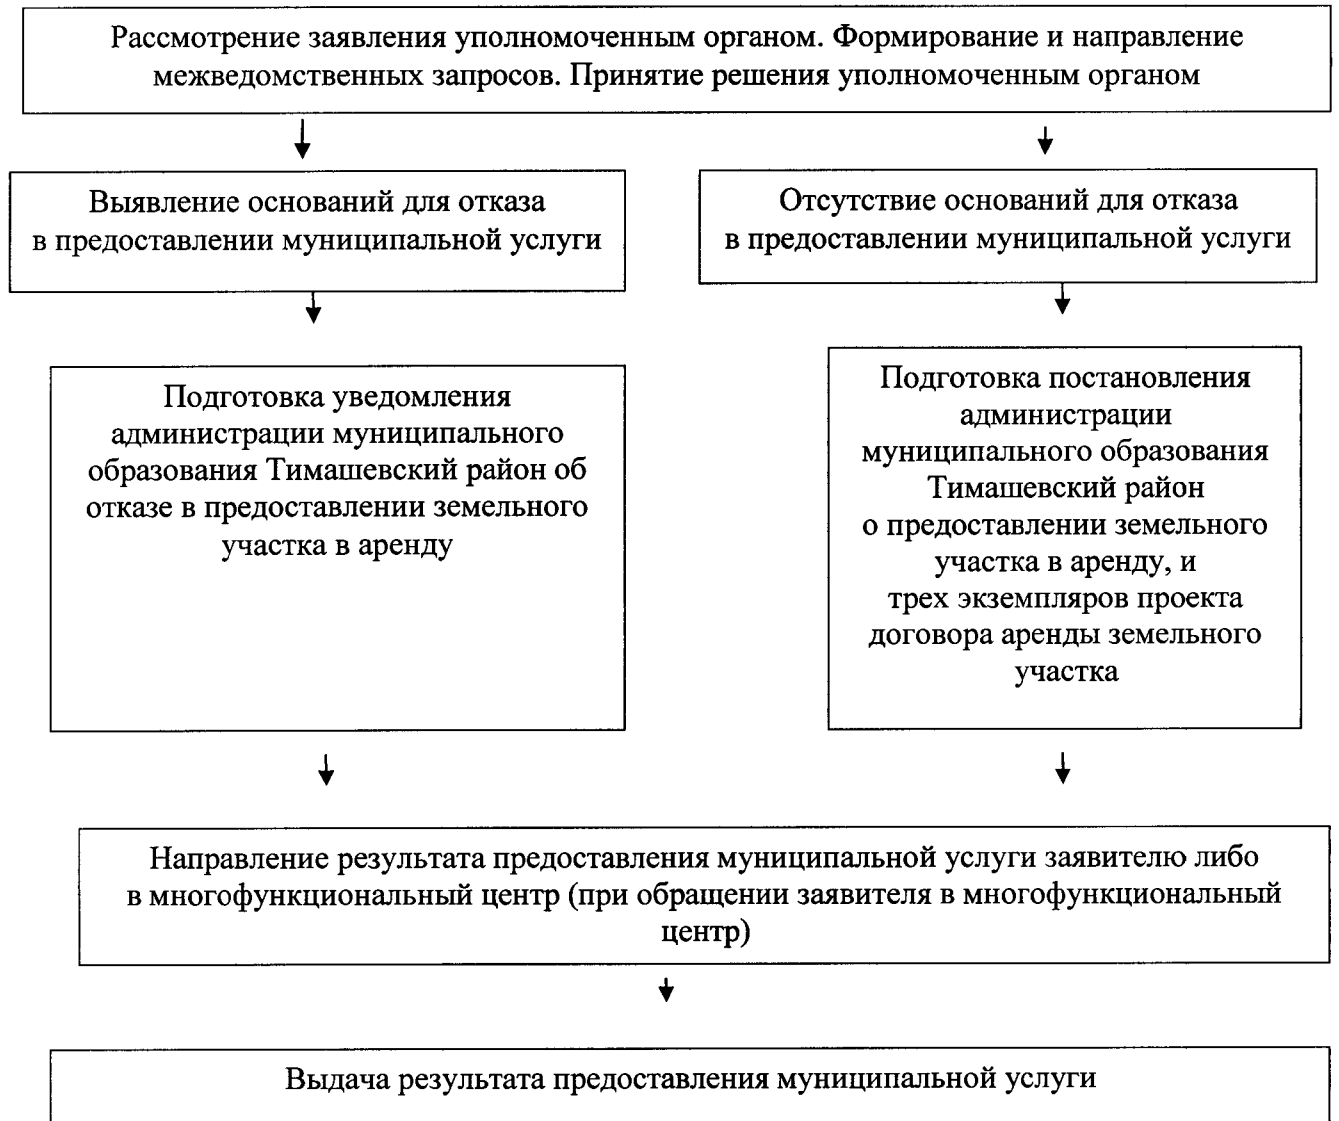 Рассмотрение заявления уполномоченным органом. Формирование и направление
межведомственных запросов. Принятие решения уполномоченным органом
Выявление оснований для отказа
в предоставлении муниципальной услуги
Отсутствие оснований для отказа
в предоставлении муниципальной услуги
Подготовка уведомления
администрации муниципального
образования Тимашевский район об
отказе в предоставлении земельного
участка в аренду
Подготовка постановления
администрации
муниципального образования
Тимашевский район
о предоставлении земельного
участка в аренду, и
трех экземпляров проекта
договора аренды земельного
участка
Направление результата предоставления муниципальной услуги заявителю либо
в многофункциональный центр (при обращении заявителя в многофункциональный
центр)
Выдача результата предоставления муниципальной услуги